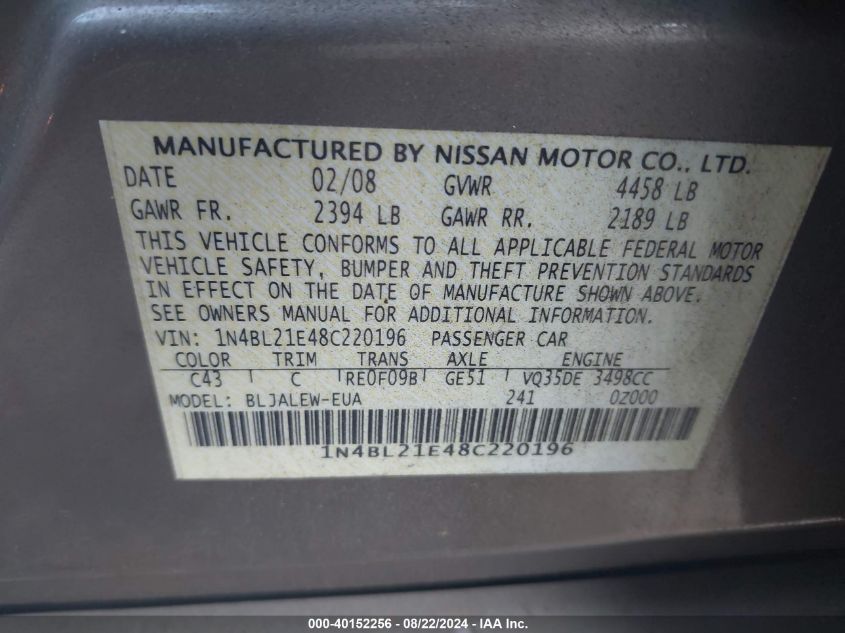 MANUFACTURED BY NISSAN MOTOR CO., LTD.
DATE 02/08 GVWR 4458 LB
GAWR FR. 2394 LB GAWR RR. 2189 LB
THIS VEHICLE CONFORMS TO ALL APPLICABLE FEDERAL MOTOR
VEHICLE SAFETY, BUMPER AND THEFT PREVENTION STANDARDS
IN EFFECT ON THE DATE OF MANUFACTURE SHOWN ABOVE.
SEE OWNERS MANUAL FOR ADDITIONAL INFORMATION.
VIN: 1N4BL21E48C220196 PASSENGER CAR
COLOR TRIM TRANS AXLE ENGINE
C43 C RE0F09B GE51 VQ35DE 3498CC
MODEL: BLJALEW-EUA 241 0Z000
1N4BL21E48C220196
000-40152256 - 08/22/2024 - IAA Inc.